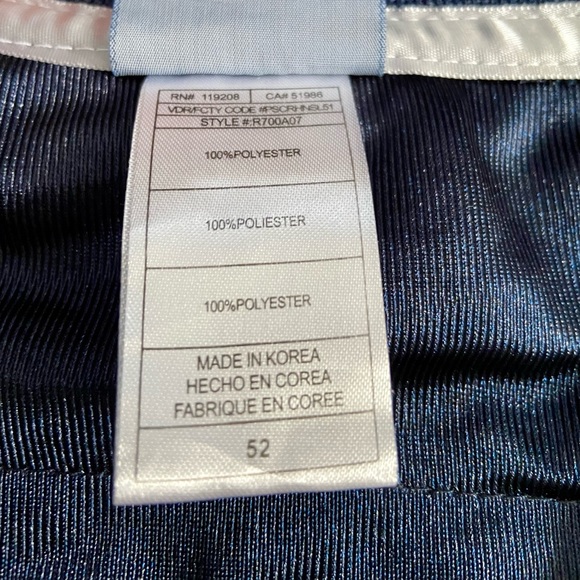 RN# 119208 CA# 51986
VDR/FCTY CODE #PSCRHNSL51
STYLE #:R700A07
100%POLYESTER
100%POLIESTER
100%POLYESTER
MADE IN KOREA
HECHO EN COREA
FABRIQUE EN COREE
52